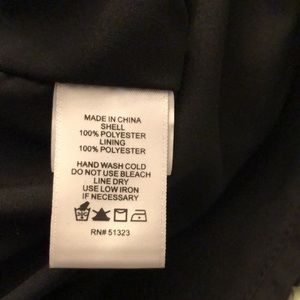 MADE IN CHINA
SHELL
100% POLYESTER
LINING
100% POLYESTER
HAND WASH COLD
DO NOT USE BLEACH
LINE DRY
USE LOW IRON
IF NECESSARY
RN# 51323